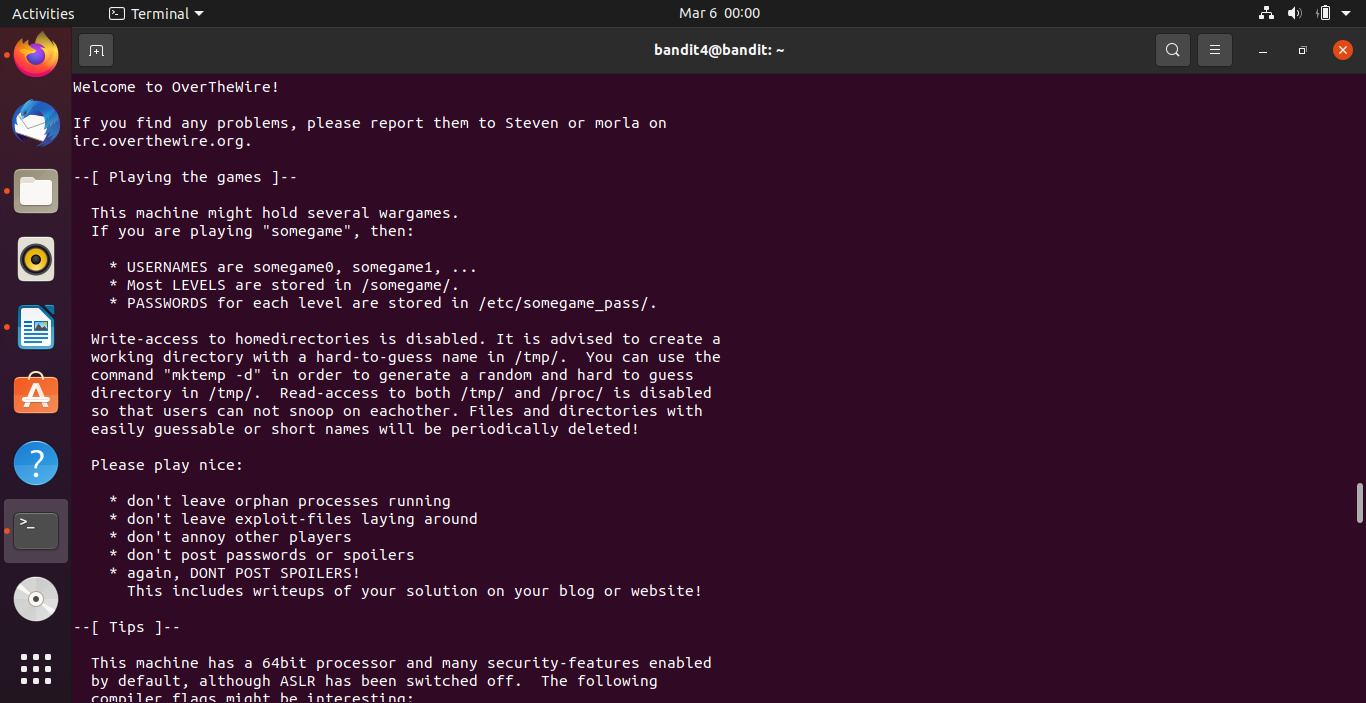 Activities
Terminal
Mar 6 00:00
bandit4@bandit: ~
Welcome to OverTheWire!
If you find any problems, please report them to Steven or morla on
irc.overthewire.org.
--[ Playing the games ]--
This machine might hold several wargames.
If you are playing "somegame", then:
* USERNAMES are somegame0, somegame1, ...
* Most LEVELS are stored in /somegame/.
* PASSWORDS for each level are stored in /etc/somegame_pass/.
Write-access to homedirectories is disabled. It is advised to create a
working directory with a hard-to-guess name in /tmp/.  You can use the
command "mktemp -d" in order to generate a random and hard to guess
directory in /tmp/.  Read-access to both /tmp/ and /proc/ is disabled
so that users can not snoop on eachother. Files and directories with
easily guessable or short names will be periodically deleted!
Please play nice:
* don't leave orphan processes running
* don't leave exploit-files laying around
* don't annoy other players
* don't post passwords or spoilers
* again, DONT POST SPOILERS!
This includes writeups of your solution on your blog or website!
--[ Tips ]--
This machine has a 64bit processor and many security-features enabled
by default, although ASLR has been switched off.  The following
compiler flags might be interesting: